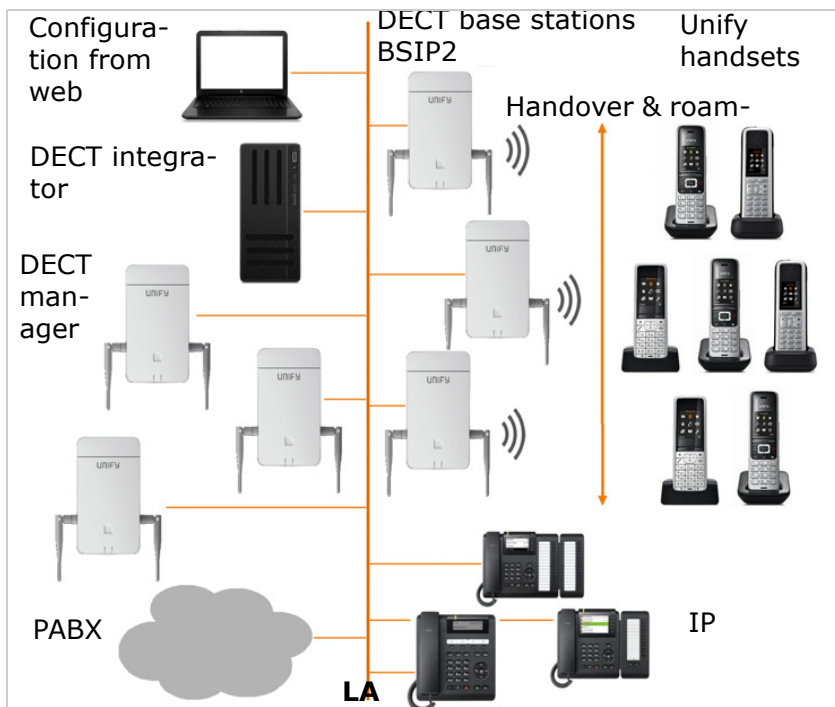 Configura-
tion from
web
DECT base stations
BSIP2
Unify
handsets
UNIFY
Handover & roam-
DECT integra-
tor
DECT
man-
ager
UNIFY
UNIFY
UNIFY
UNIFY
UNIFY
PABX
IP
LA